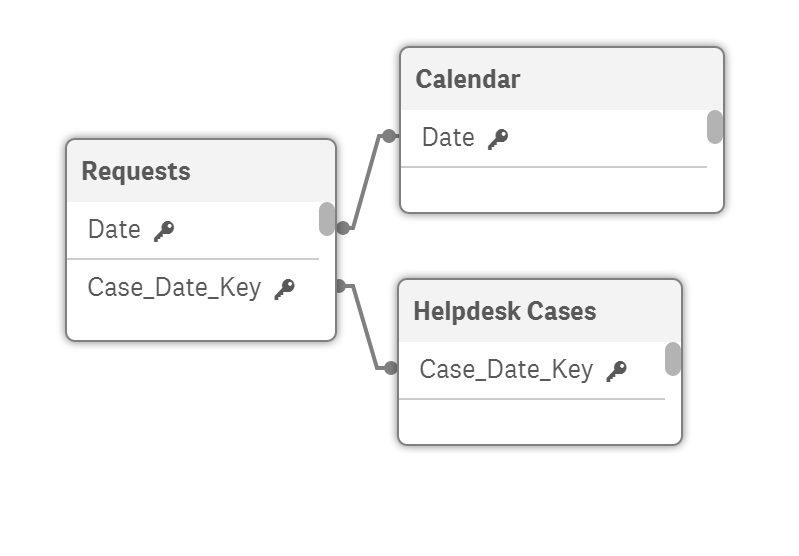 Requests
Date
Case_Date_Key
Calendar
Date
Helpdesk Cases
Case_Date_Key